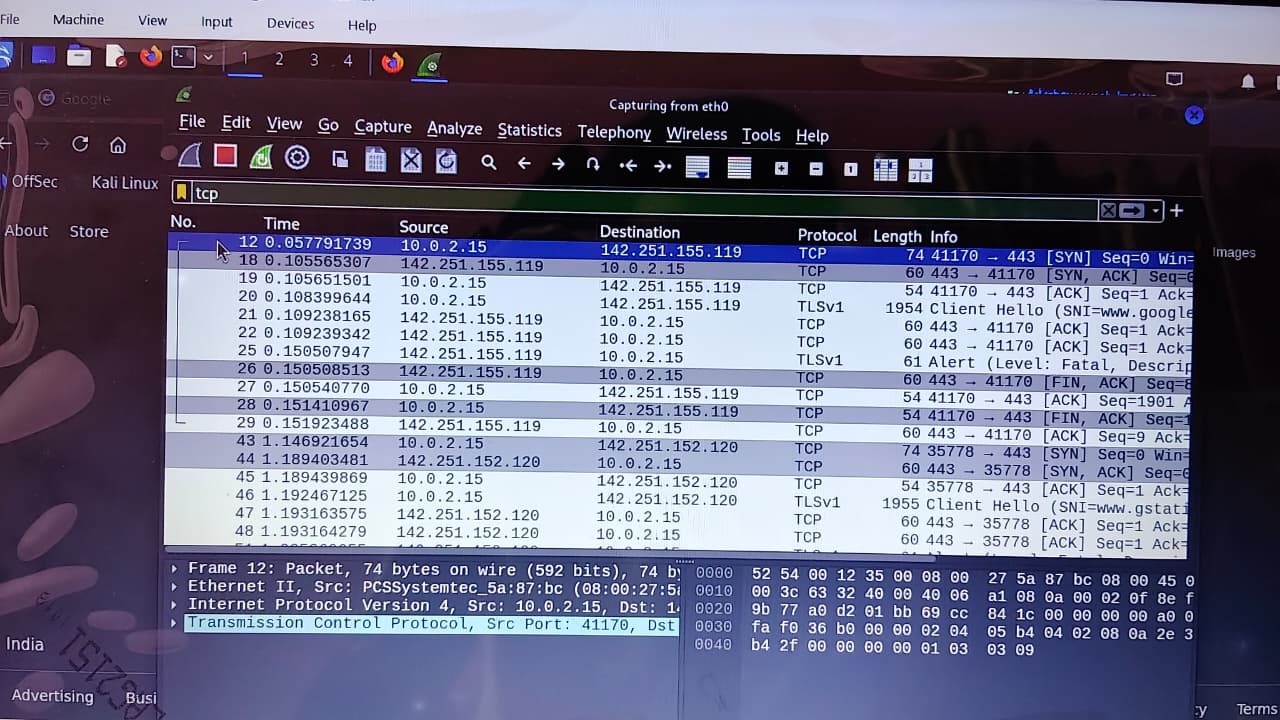 File Machine View Input Devices Help
1 2 3 4
Google
Capturing from eth0
File Edit View Go Capture Analyze Statistics Telephony Wireless Tools Help
OffSec Kali Linux
tcp
About Store
Images
No. Time Source Destination Protocol Length Info
12 0.057791739 10.0.2.15 142.251.155.119 TCP 74 41170 → 443 [SYN] Seq=0 Win=
18 0.105565307 142.251.155.119 10.0.2.15 TCP 60 443 → 41170 [SYN, ACK] Seq=0
19 0.105651501 10.0.2.15 142.251.155.119 TCP 54 41170 → 443 [ACK] Seq=1 Ack=
20 0.108399644 10.0.2.15 142.251.155.119 TLSv1 1954 Client Hello (SNI=www.google
21 0.109238165 142.251.155.119 10.0.2.15 TCP 60 443 → 41170 [ACK] Seq=1 Ack=
22 0.109239342 142.251.155.119 10.0.2.15 TCP 60 443 → 41170 [ACK] Seq=1 Ack=
25 0.150507947 142.251.155.119 10.0.2.15 TLSv1 61 Alert (Level: Fatal, Descrip
26 0.150508513 142.251.155.119 10.0.2.15 TCP 60 443 → 41170 [FIN, ACK] Seq=8
27 0.150540770 10.0.2.15 142.251.155.119 TCP 54 41170 → 443 [ACK] Seq=1901 A
28 0.151410967 10.0.2.15 142.251.155.119 TCP 54 41170 → 443 [FIN, ACK] Seq=1
29 0.151923488 142.251.155.119 10.0.2.15 TCP 60 443 → 41170 [ACK] Seq=9 Ack=
43 1.146921654 10.0.2.15 142.251.152.120 TCP 74 35778 → 443 [SYN] Seq=0 Win=
44 1.189403481 142.251.152.120 10.0.2.15 TCP 60 443 → 35778 [SYN, ACK] Seq=0
45 1.189439869 10.0.2.15 142.251.152.120 TCP 54 35778 → 443 [ACK] Seq=1 Ack=
46 1.192467125 10.0.2.15 142.251.152.120 TLSv1 1955 Client Hello (SNI=www.gstati
47 1.193163575 142.251.152.120 10.0.2.15 TCP 60 443 → 35778 [ACK] Seq=1 Ack=
48 1.193164279 142.251.152.120 10.0.2.15 TCP 60 443 → 35778 [ACK] Seq=1 Ack=
Frame 12: Packet, 74 bytes on wire (592 bits), 74 by
Ethernet II, Src: PCSSystemtec_5a:87:bc (08:00:27:5a
Internet Protocol Version 4, Src: 10.0.2.15, Dst: 14
Transmission Control Protocol, Src Port: 41170, Dst
0000 52 54 00 12 35 00 08 00 27 5a 87 bc 08 00 45 0
0010 00 3c 63 32 40 00 40 06 a1 08 0a 00 02 0f 8e f
0020 9b 77 a0 d2 01 bb 69 cc 84 1c 00 00 00 00 a0 0
0030 fa f0 36 b0 00 00 02 04 05 b4 04 02 08 0a 2e 3
0040 b4 2f 00 00 00 00 01 03 03 09
India
Advertising Busi
Terms